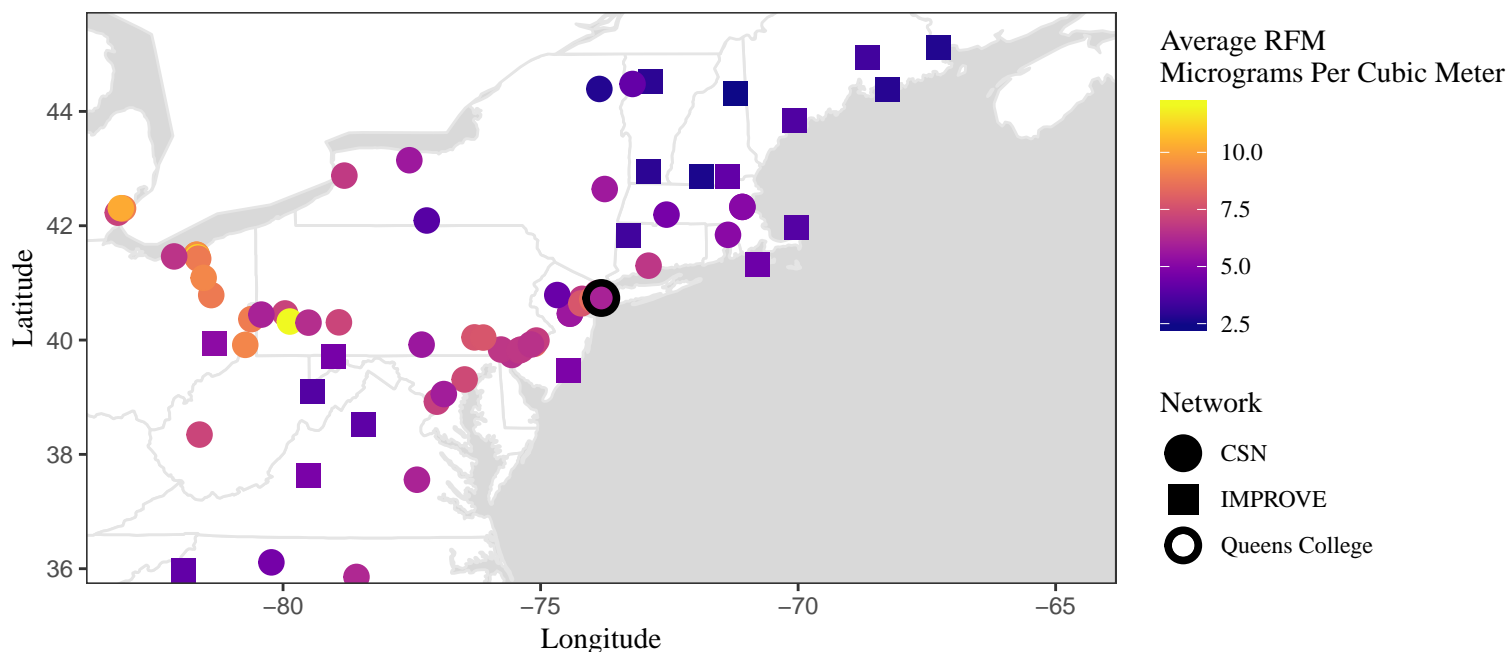 Average RFM
Micrograms Per Cubic Meter
10.0
7.5
5.0
2.5
Network
CSN
IMPROVE
Queens College
Latitude
44
42
40
38
36
−80
−75
−70
−65
Longitude